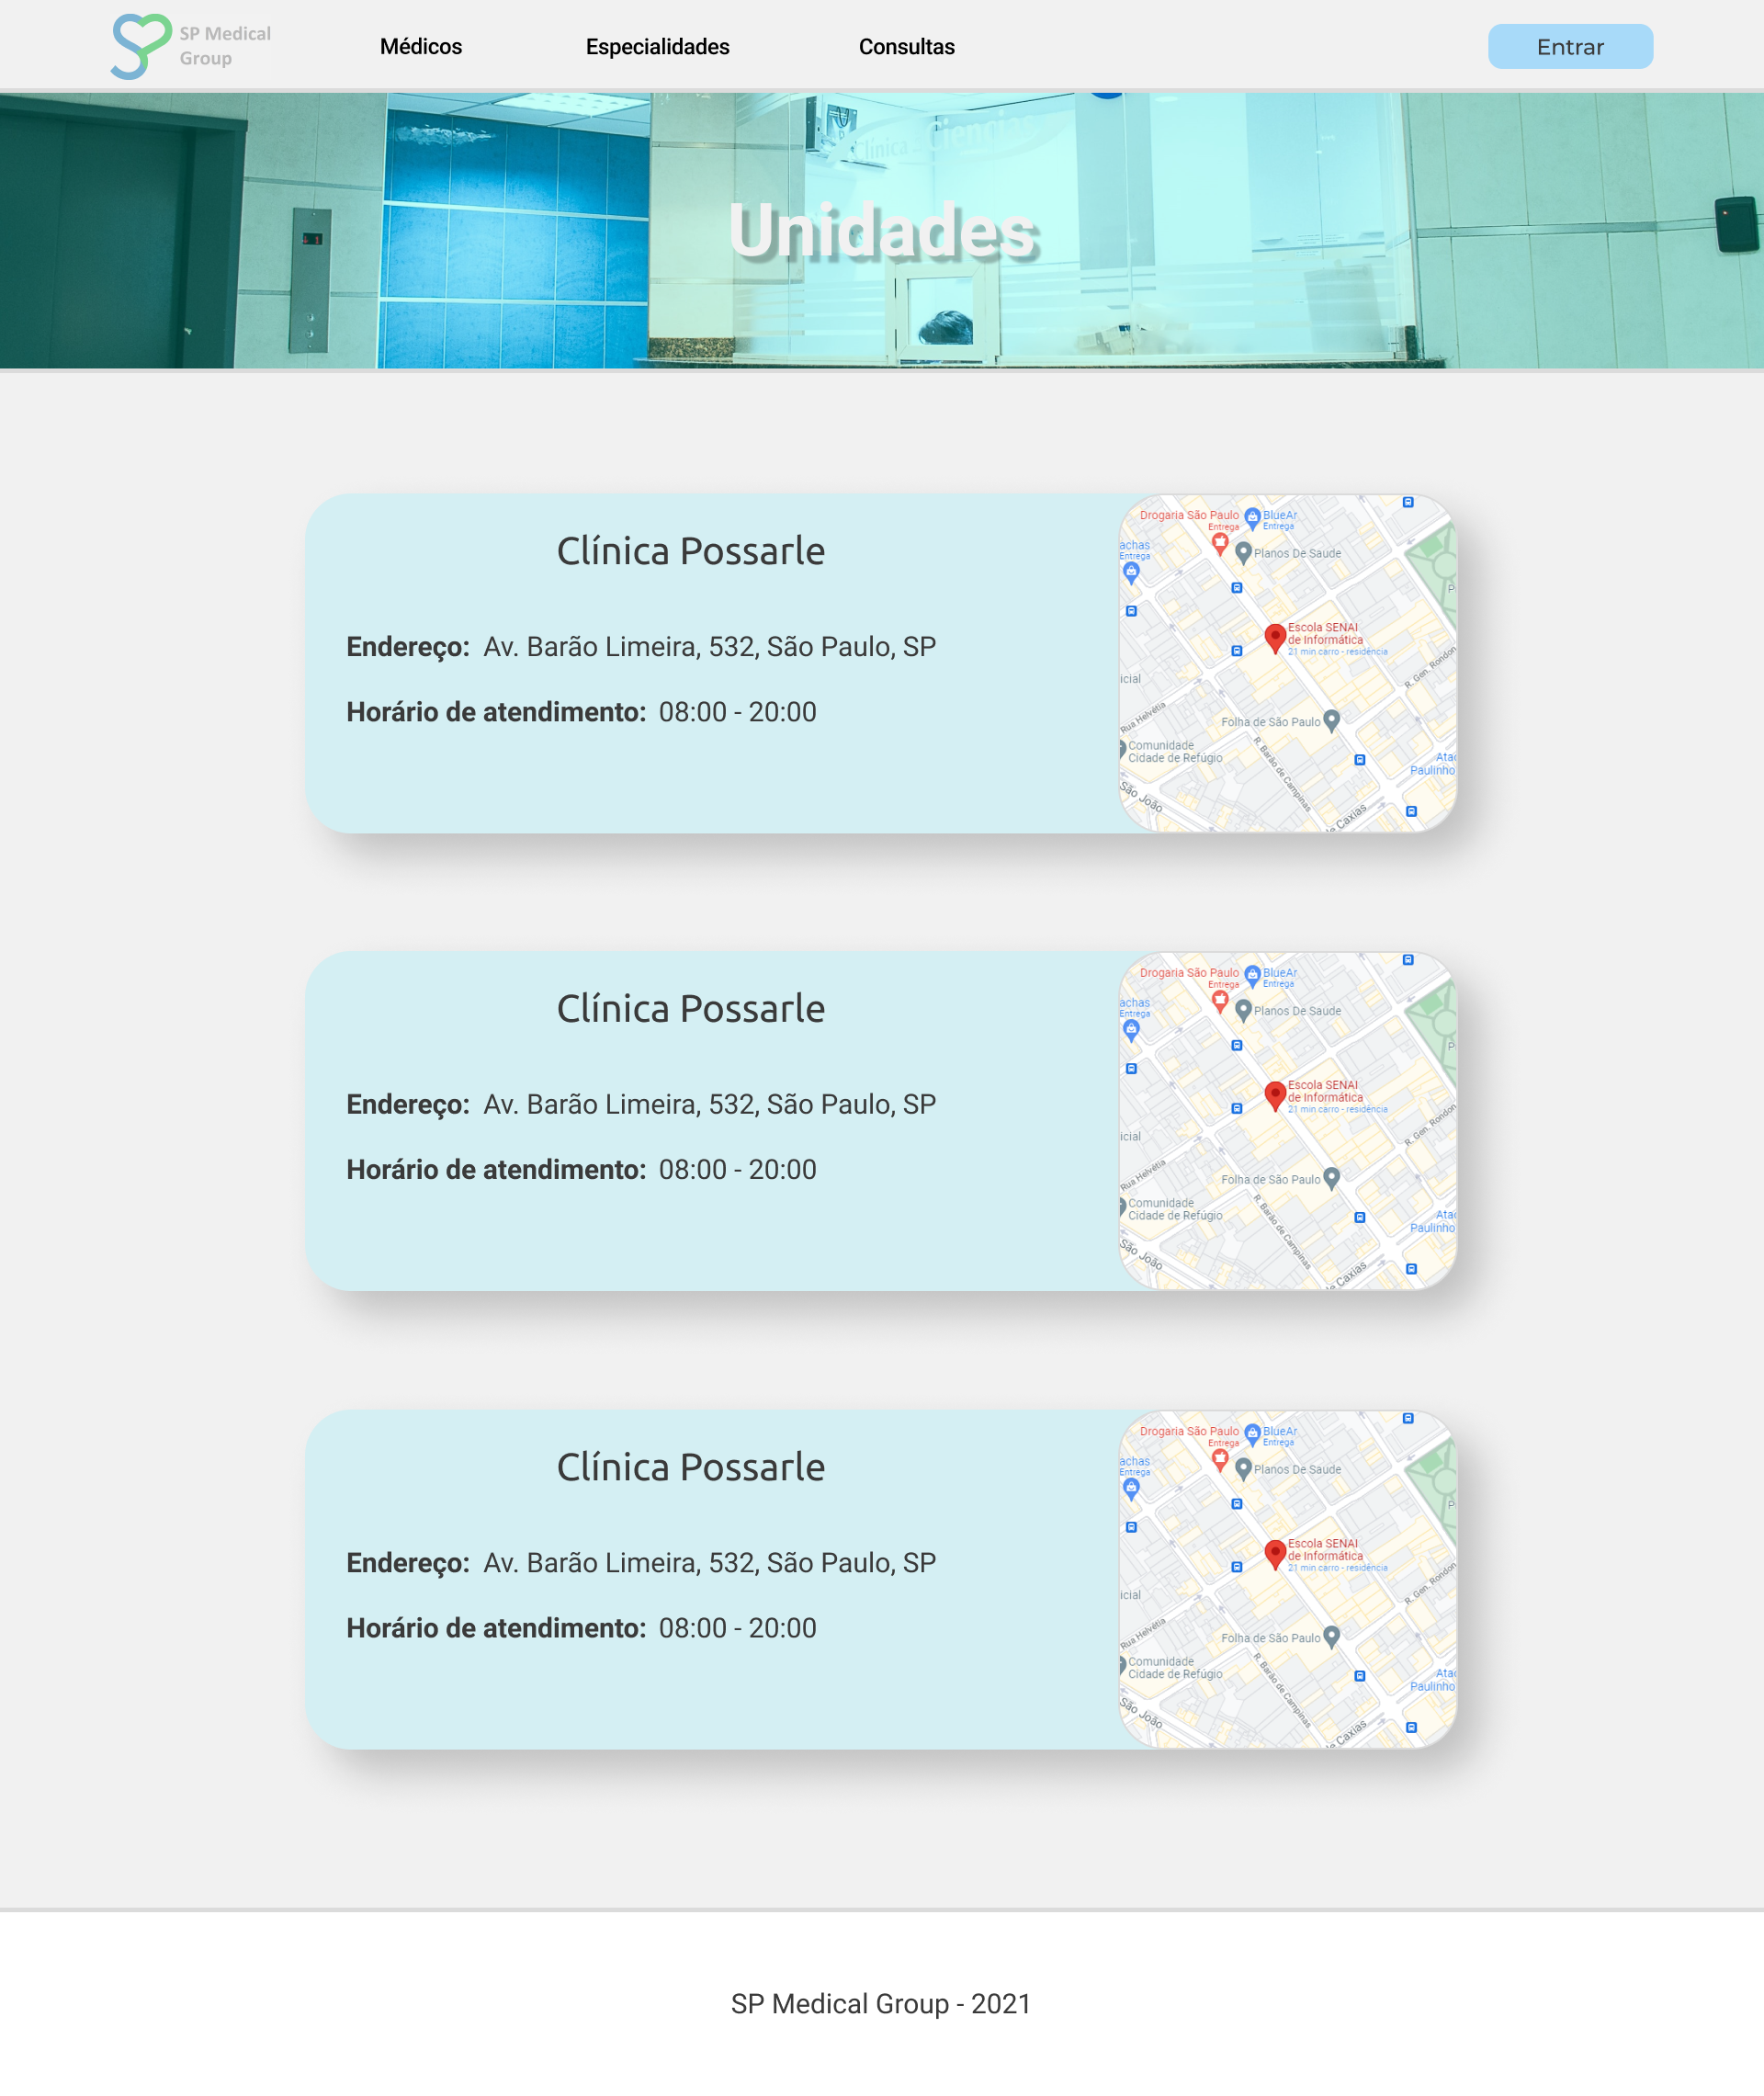 SP Medical
Group
Médicos
Especialidades
Consultas
Entrar
Clínica Ciencias
Unidades
Clínica Possarle
Endereço: Av. Barão Limeira, 532, São Paulo, SP
Horário de atendimento: 08:00 - 20:00
Drogaria São Paulo
Entrega
BlueAr
Entrega
achas
Entrega
Planos De Saude
P
Escola SENAI
de Informática
21 min carro - residência
icial
R. Gen. Rondon
Rua Helvétia
Folha de São Paulo
Comunidade
Cidade de Refúgio
R. Barão de Campinas
Atac
Paulinho
São João
de Caxias
Clínica Possarle
Endereço: Av. Barão Limeira, 532, São Paulo, SP
Horário de atendimento: 08:00 - 20:00
Drogaria São Paulo
Entrega
BlueAr
Entrega
achas
Entrega
Planos De Saude
P
Escola SENAI
de Informática
21 min carro - residência
icial
R. Gen. Rondon
Rua Helvétia
Folha de São Paulo
Comunidade
Cidade de Refúgio
R. Barão de Campinas
Atac
Paulinho
São João
de Caxias
Clínica Possarle
Endereço: Av. Barão Limeira, 532, São Paulo, SP
Horário de atendimento: 08:00 - 20:00
Drogaria São Paulo
Entrega
BlueAr
Entrega
achas
Entrega
Planos De Saude
P
Escola SENAI
de Informática
21 min carro - residência
icial
R. Gen. Rondon
Rua Helvétia
Folha de São Paulo
Comunidade
Cidade de Refúgio
R. Barão de Campinas
Atac
Paulinho
São João
de Caxias
SP Medical Group - 2021